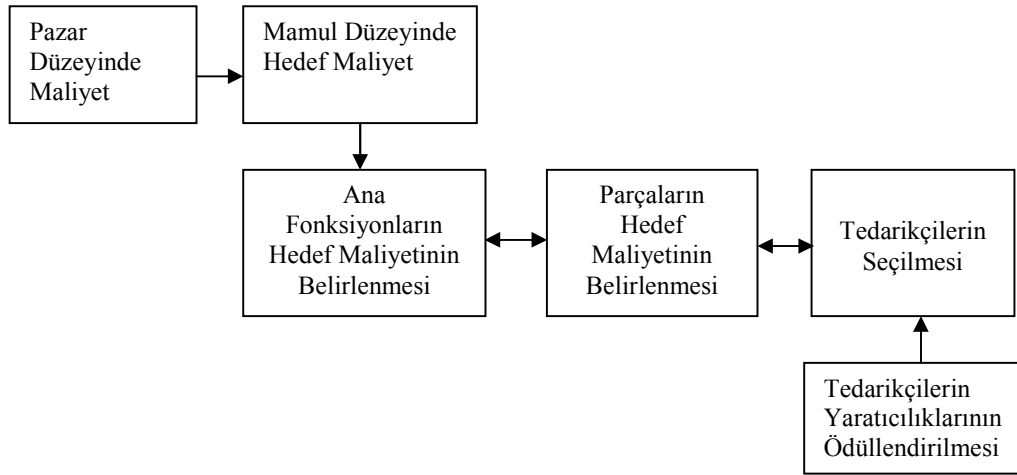 Pazar
Düzeyinde
Maliyet
Mamul Düzeyinde
Hedef Maliyet
Ana
Fonksiyonların
Hedef Maliyetinin
Belirlenmesi
Parçaların
Hedef
Maliyetinin
Belirlenmesi
Tedarikçilerin
Seçilmesi
Tedarikçilerin
Yaratıcılıklarının
Ödüllendirilmesi